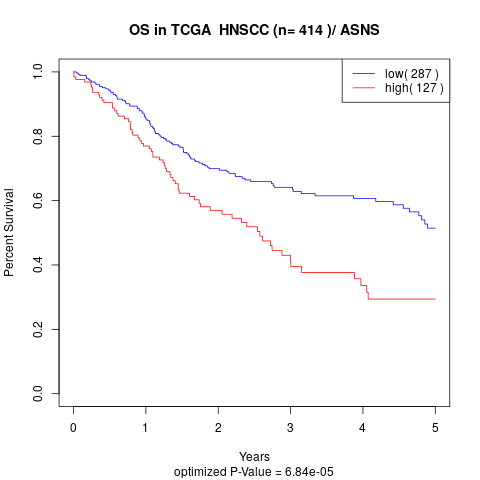 OS in TCGA  HNSCC (n= 414 )/ ASNS
low( 287 )
high( 127 )
Percent Survival
1.0
0.8
0.6
0.4
0.2
0.0
0 1 2 3 4 5
Years
optimized P-Value = 6.84e-05